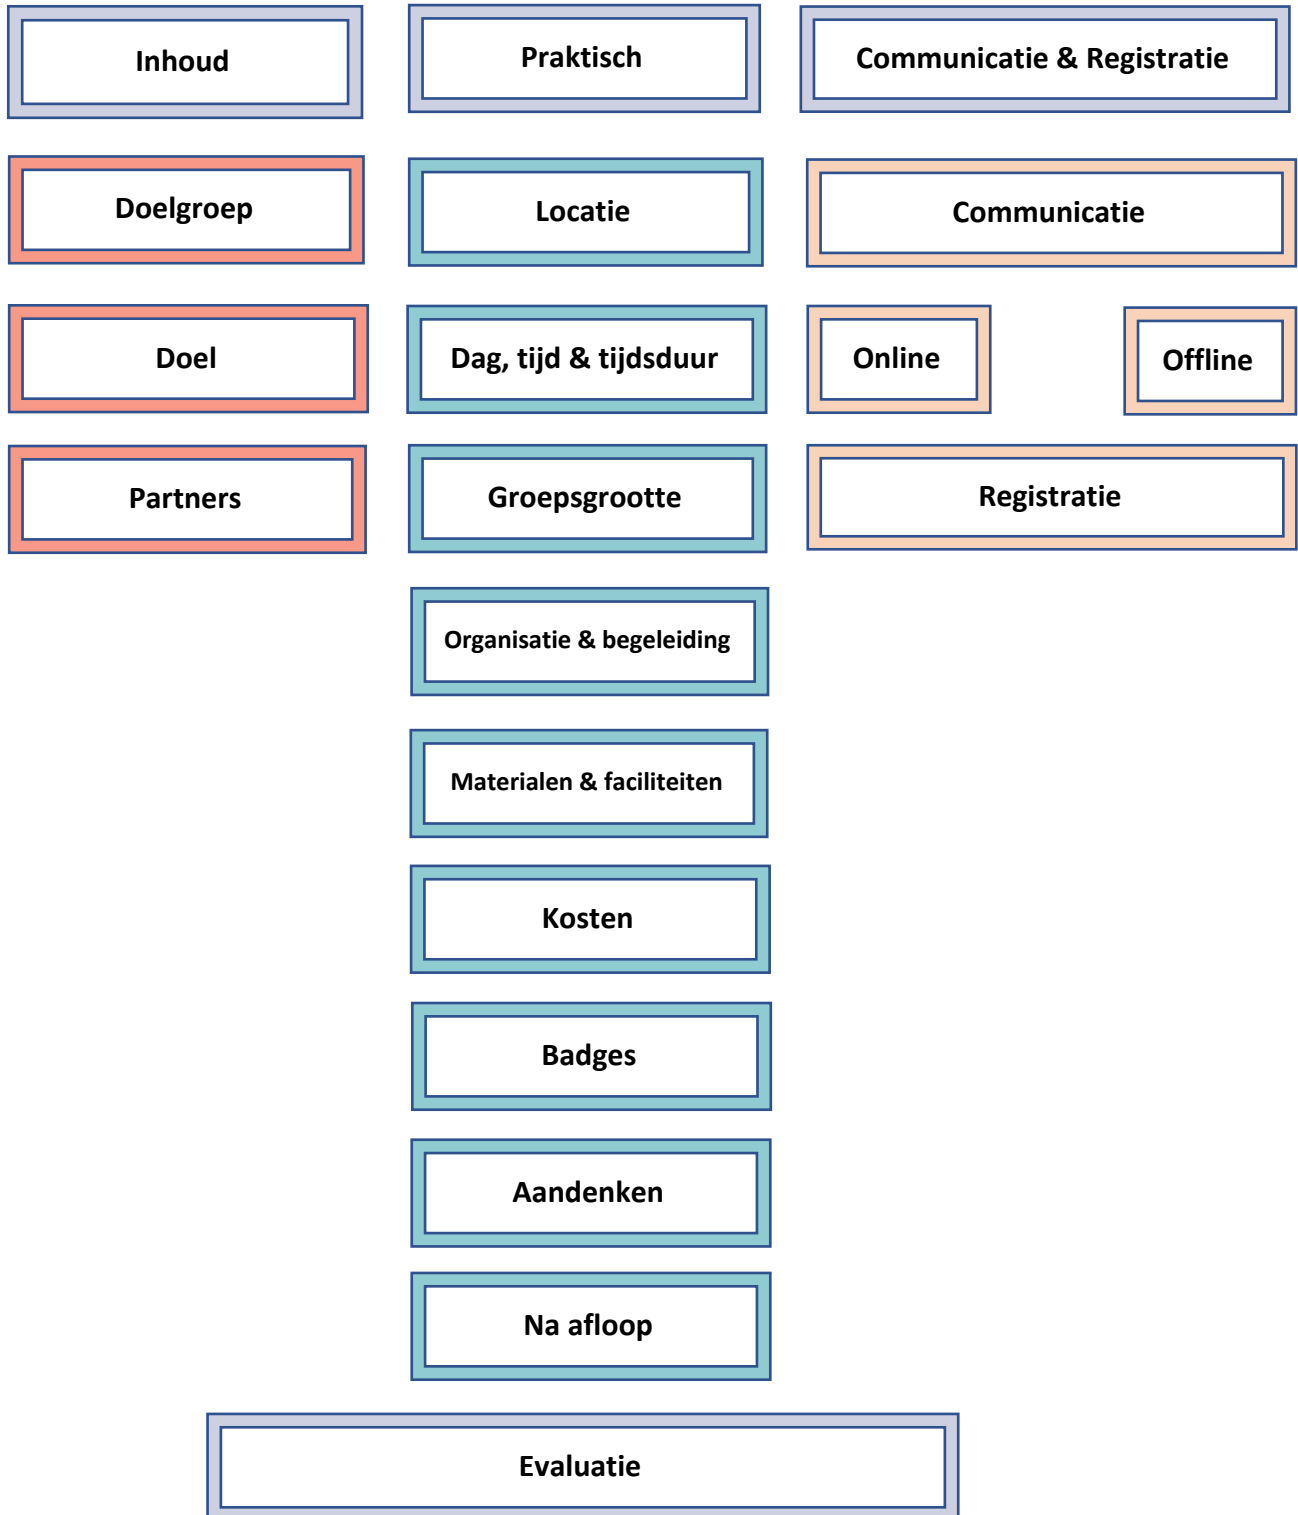 Inhoud
Praktisch
Communicatie & Registratie
Doelgroep
Locatie
Communicatie
Doel
Dag, tijd & tijdsduur
Online
Offline
Partners
Groepsgrootte
Registratie
Organisatie & begeleiding
Materialen & faciliteiten
Kosten
Badges
Aandenken
Na afloop
Evaluatie